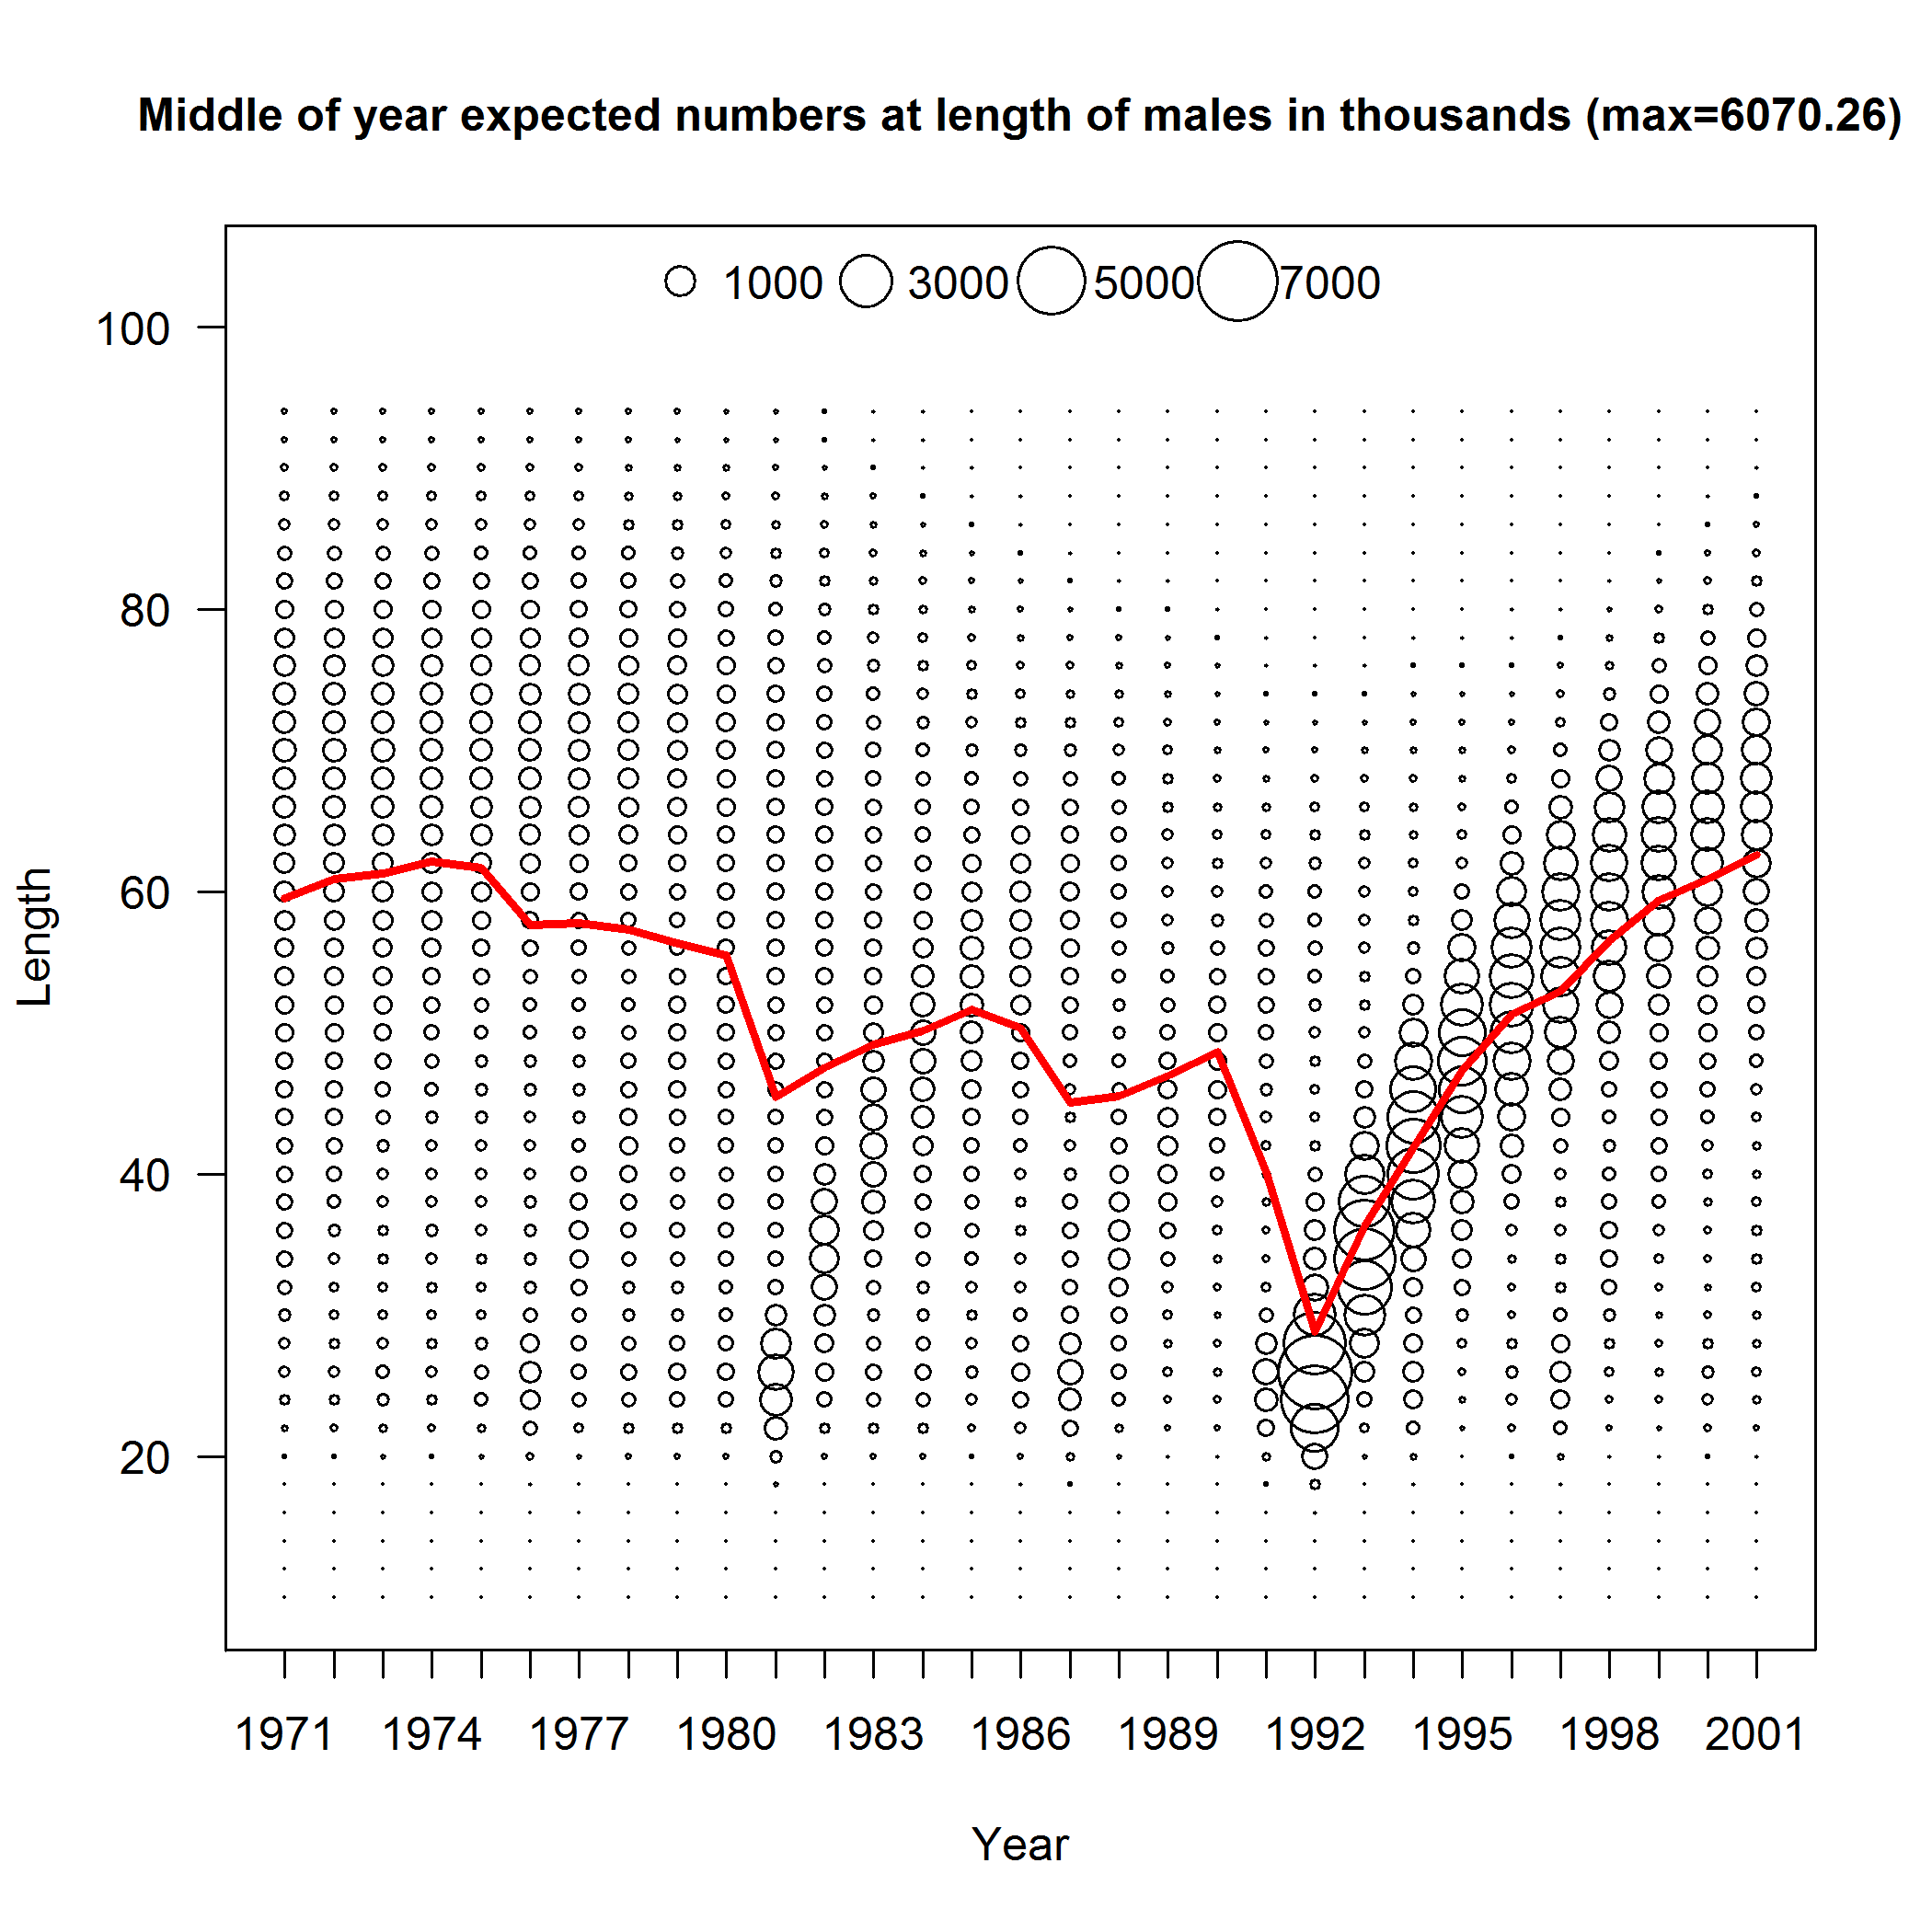 Middle of year expected numbers at length of males in thousands (max=6070.26)
1000 3000 5000 7000
100
80
60
40
20
Length
1971 1974 1977 1980 1983 1986 1989 1992 1995 1998 2001
Year